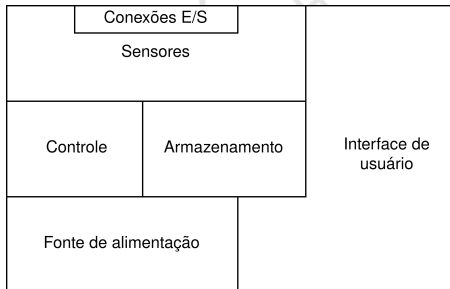 Conexões E/S
Sensores
Controle
Armazenamento
Interface de
usuário
Fonte de alimentação